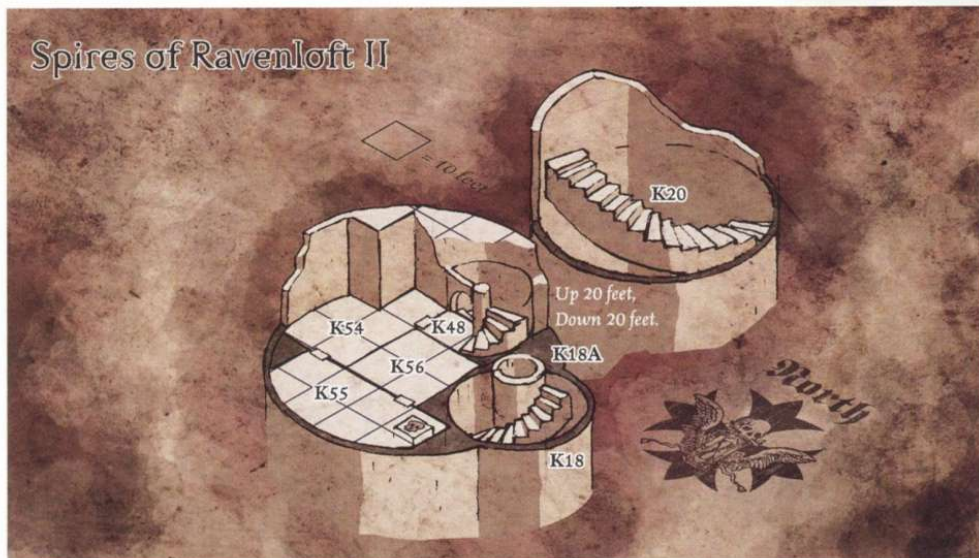 Spires of Ravenloft II
= 10 feet
K20
Up 20 feet,
Down 20 feet.
K54
K48
K18A
K56
K55
K18
North